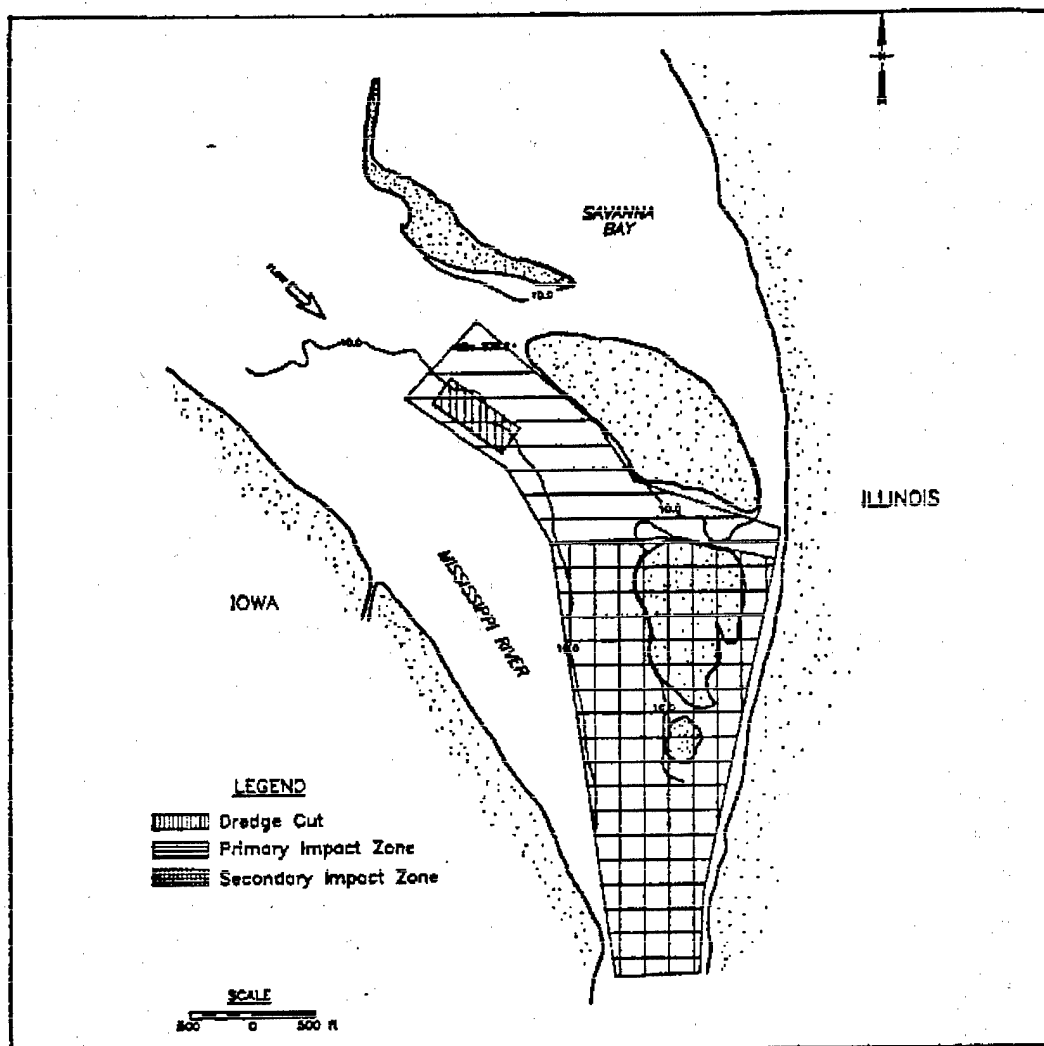 SAVANNA
BAY
FLOW
10.0
10.0
10.0
ILLINOIS
IOWA
MISSISSIPPI RIVER
10.0
10.0
LEGEND
Dredge Cut
Primary Impact Zone
Secondary Impact Zone
SCALE
500 0 500 ft